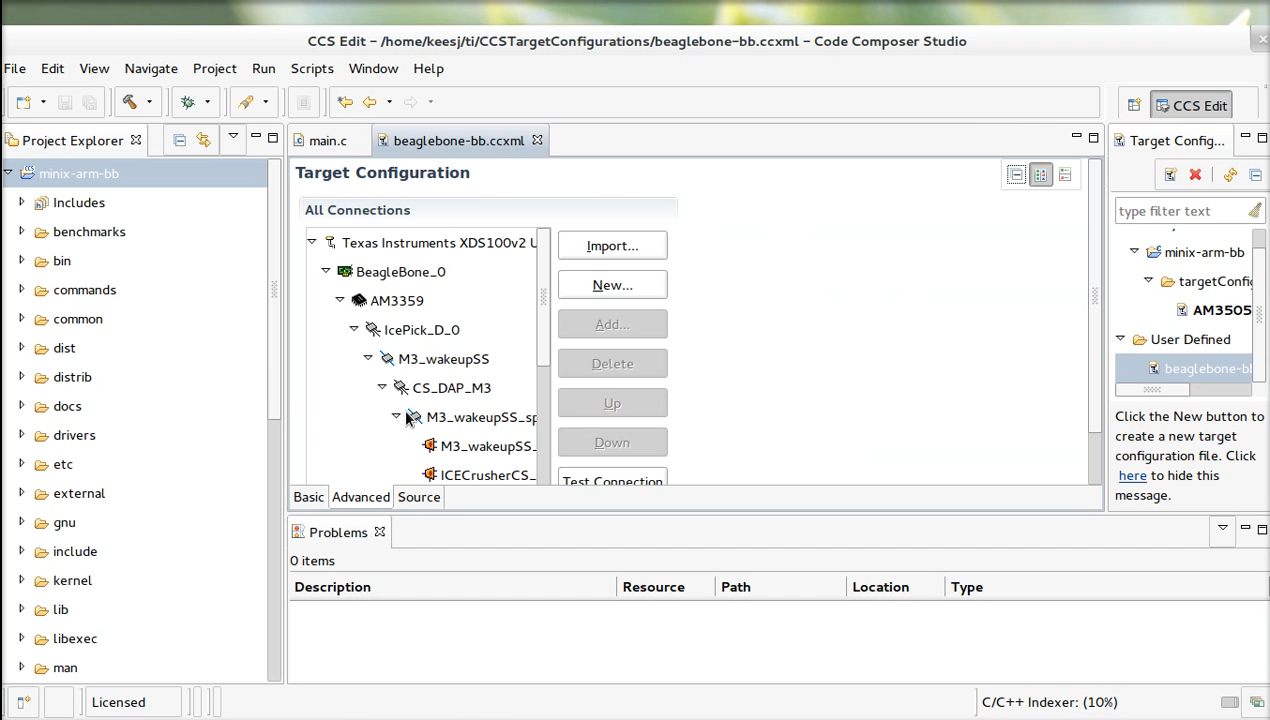 CCS Edit – /home/keesj/ti/CCSTargetConfigurations/beaglebone-bb.ccxml – Code Composer Studio
File Edit View Navigate Project Run Scripts Window Help
CCS Edit
Project Explorer
minix-arm-bb
Includes
benchmarks
bin
commands
common
dist
distrib
docs
drivers
etc
external
gnu
include
kernel
lib
libexec
man
main.c
beaglebone-bb.ccxml
Target Configuration
All Connections
Texas Instruments XDS100v2 U
BeagleBone_0
AM3359
IcePick_D_0
M3_wakeupSS
CS_DAP_M3
M3_wakeupSS_sp
M3_wakeupSS_
ICECrusherCS_
Import...
New...
Add...
Delete
Up
Down
Test Connection
Basic Advanced Source
Target Config...
type filter text
minix-arm-bb
targetConfi
AM3505
User Defined
beaglebone-bb
Click the New button to
create a new target
configuration file. Click
here to hide this
message.
Problems
0 items
Description Resource Path Location Type
Licensed
C/C++ Indexer: (10%)